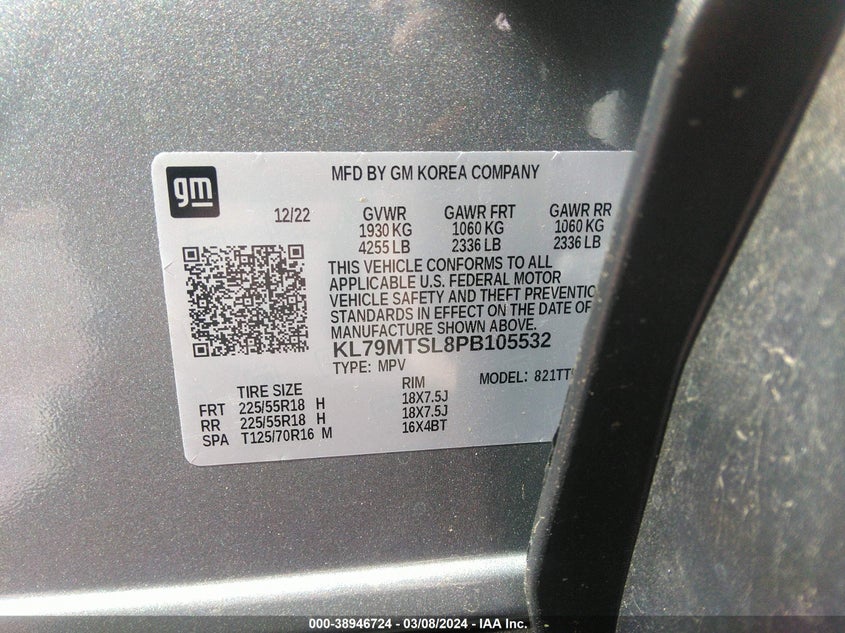 gm
MFD BY GM KOREA COMPANY
12/22 GVWR GAWR FRT GAWR RR
1930 KG 1060 KG 1060 KG
4255 LB 2336 LB 2336 LB
THIS VEHICLE CONFORMS TO ALL
APPLICABLE U.S. FEDERAL MOTOR
VEHICLE SAFETY AND THEFT PREVENTIO
STANDARDS IN EFFECT ON THE DATE OF
MANUFACTURE SHOWN ABOVE.
KL79MTSL8PB105532
TYPE: MPV MODEL: 821TT
TIRE SIZE RIM
FRT 225/55R18 H 18X7.5J
RR 225/55R18 H 18X7.5J
SPA T125/70R16 M 16X4BT
000-38946724 - 03/08/2024 - IAA Inc.